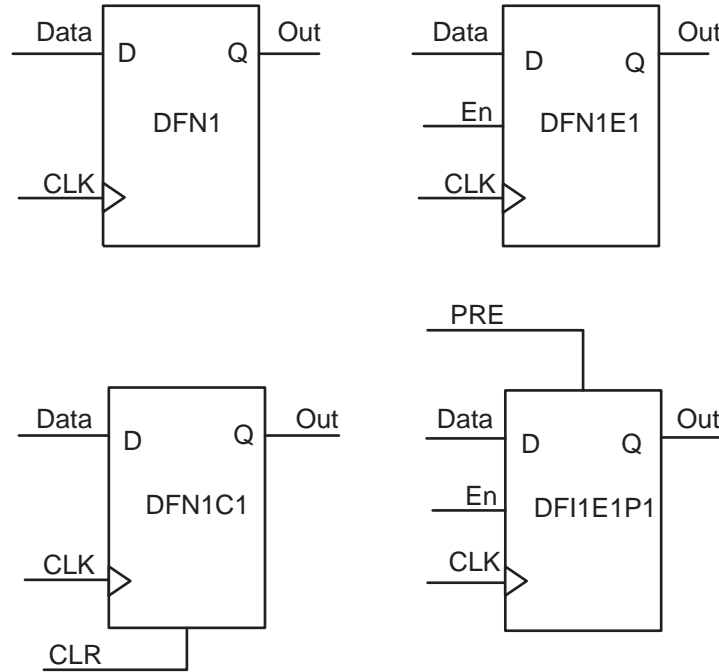 Data D Q Out
DFN1
CLK
Data D Q Out
En DFN1E1
CLK
Data D Q Out
DFN1C1
CLK
CLR
PRE
Data D Q Out
En DFI1E1P1
CLK